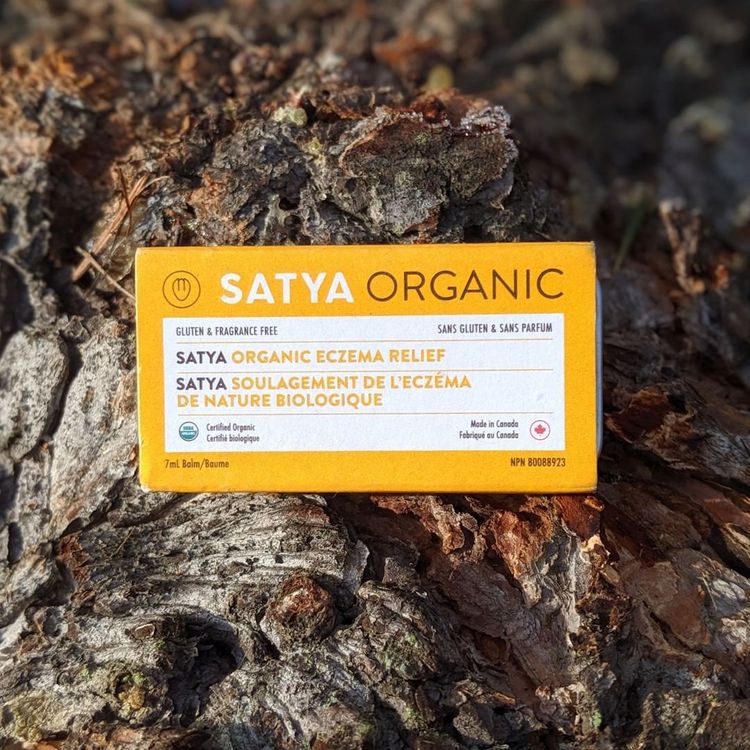 SATYA ORGANIC
GLUTEN & FRAGRANCE FREE
SANS GLUTEN & SANS PARFUM
SATYA ORGANIC ECZEMA RELIEF
SATYA SOULAGEMENT DE L'ECZÉMA
DE NATURE BIOLOGIQUE
Certified Organic
Certifié biologique
Made in Canada
Fabriqué au Canada
7mL Balm/Baume
NPN 80088923